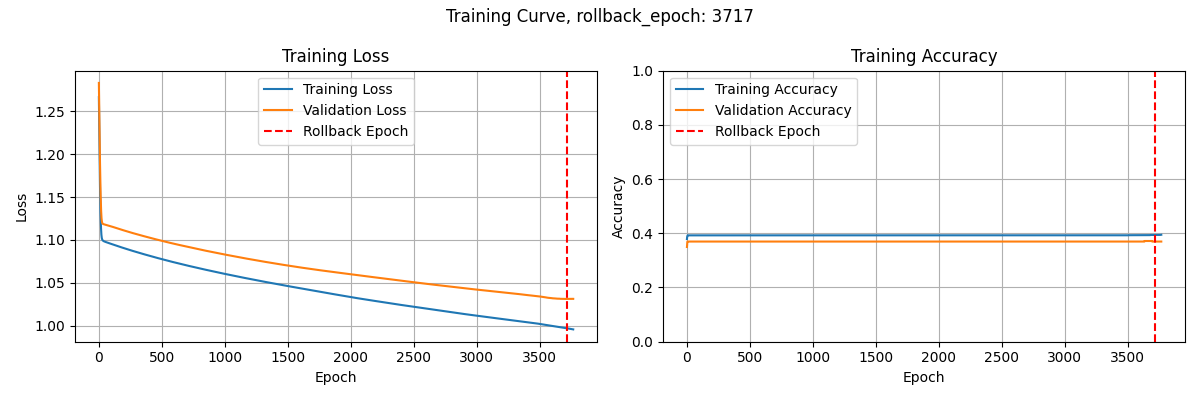 Training Curve, rollback_epoch: 3717
Training Loss
Loss
1.25
1.20
1.15
1.10
1.05
1.00
Training Loss
Validation Loss
Rollback Epoch
0 500 1000 1500 2000 2500 3000 3500
Epoch
Training Accuracy
Accuracy
1.0
0.8
0.6
0.4
0.2
0.0
Training Accuracy
Validation Accuracy
Rollback Epoch
0 500 1000 1500 2000 2500 3000 3500
Epoch